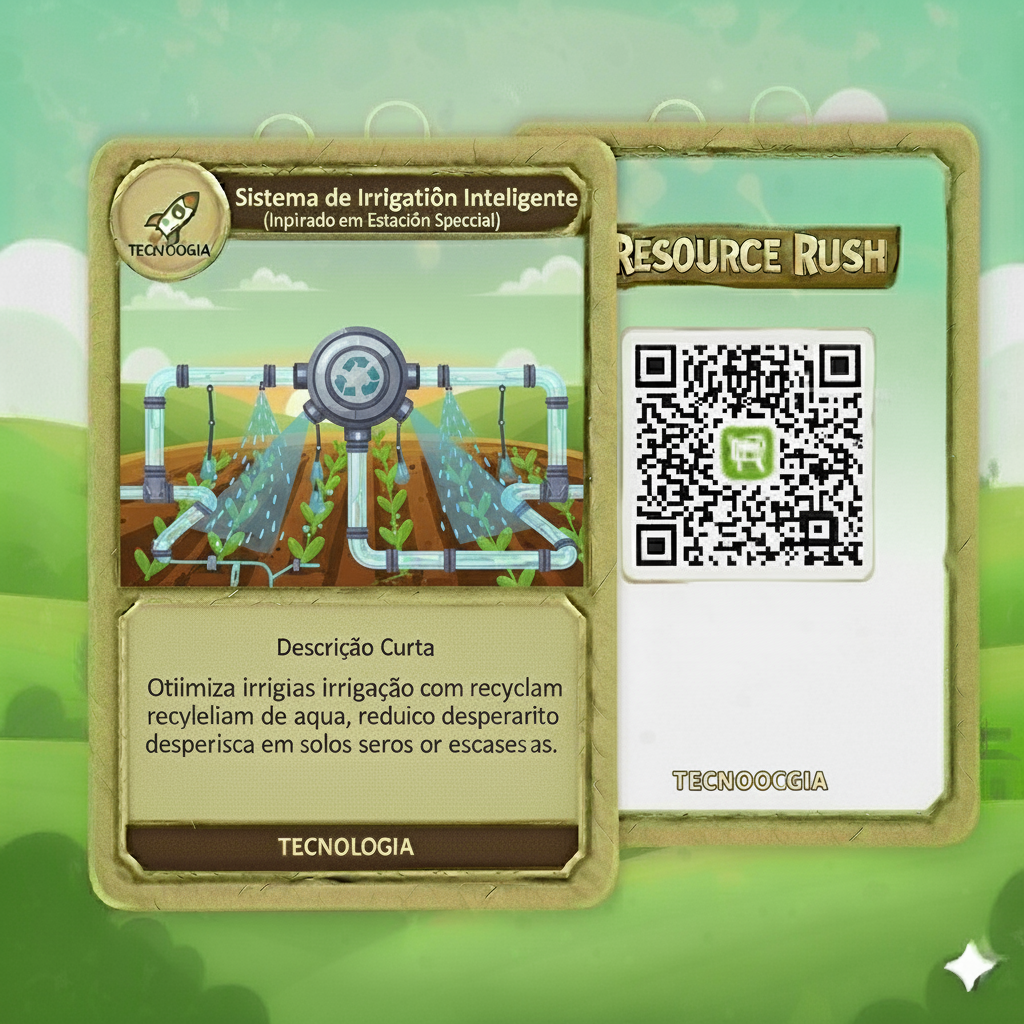 TECNOOGIA
Sistema de Irrigatiôn Inteligente
(Inpirado em Estaciôn Speccial)
RESOURCE RUSH
Descrição Curta
Otiimiza irrigias irrigação com recyclam
recyleliam de aqua, reduico desperarito
desperisca em solos seros or escases as.
TECNOLOGIA
TECNOOCGIA